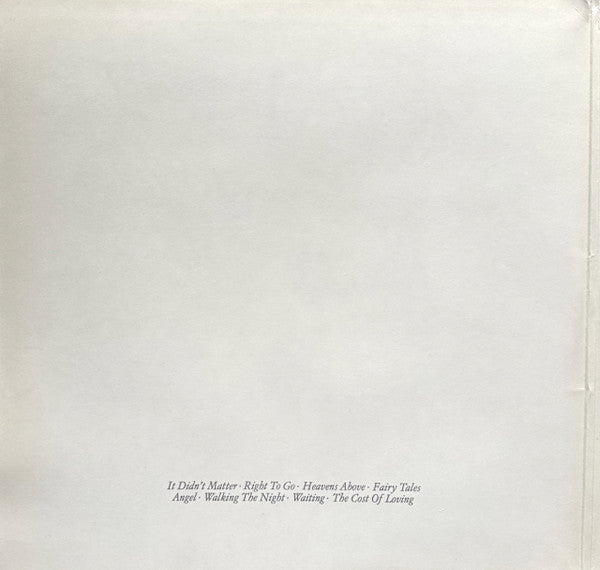 It Didn't Matter · Right To Go · Heavens Above · Fairy Tales
Angel · Walking The Night · Waiting · The Cost Of Loving